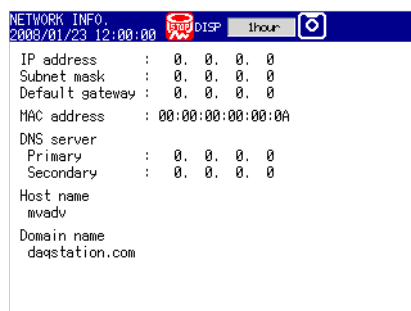 NETWORK INFO.
2008/01/23 12:00:00 STOP DISP 1hour
IP address : 0. 0. 0. 0
Subnet mask : 0. 0. 0. 0
Default gateway : 0. 0. 0. 0
MAC address : 00:00:00:00:00:0A
DNS server
Primary : 0. 0. 0. 0
Secondary : 0. 0. 0. 0
Host name
mvadv
Domain name
daqstation.com